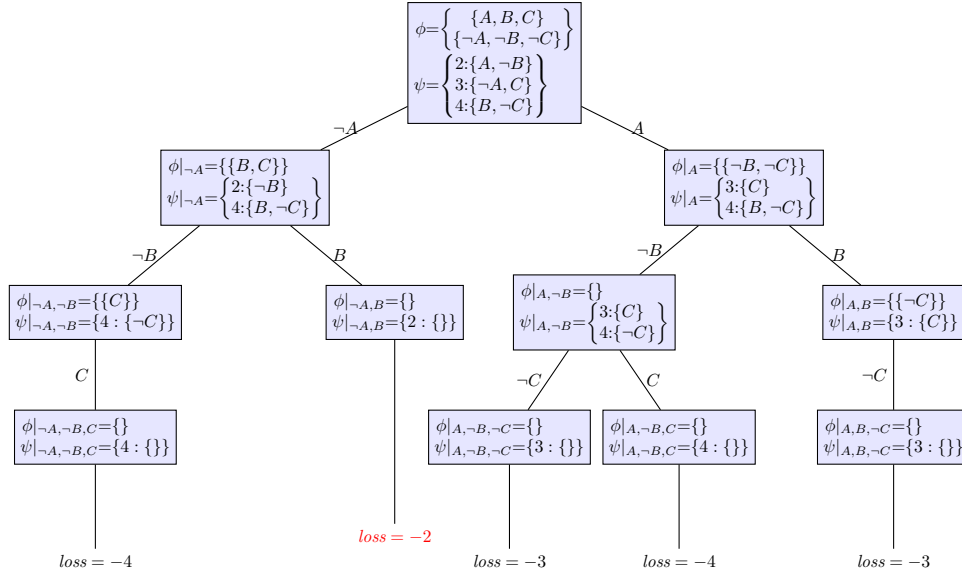 ϕ={ {A, B, C}
{¬A, ¬B, ¬C} }
ψ={ 2:{A, ¬B}
3:{¬A, C}
4:{B, ¬C} }
¬A
A
ϕ|¬A={{B, C}}
ψ|¬A={ 2:{¬B}
4:{B, ¬C} }
ϕ|A={{¬B, ¬C}}
ψ|A={ 3:{C}
4:{B, ¬C} }
¬B
B
¬B
B
ϕ|¬A,¬B={{C}}
ψ|¬A,¬B={4 : {¬C}}
ϕ|¬A,B={}
ψ|¬A,B={2 : {}}
ϕ|A,¬B={}
ψ|A,¬B={ 3:{C}
4:{¬C} }
ϕ|A,B={{¬C}}
ψ|A,B={3 : {C}}
C
¬C
C
¬C
ϕ|¬A,¬B,C={}
ψ|¬A,¬B,C={4 : {}}
ϕ|A,¬B,¬C={}
ψ|A,¬B,¬C={3 : {}}
ϕ|A,¬B,C={}
ψ|A,¬B,C={4 : {}}
ϕ|A,B,¬C={}
ψ|A,B,¬C={3 : {}}
loss = −2
loss = −4
loss = −3
loss = −4
loss = −3